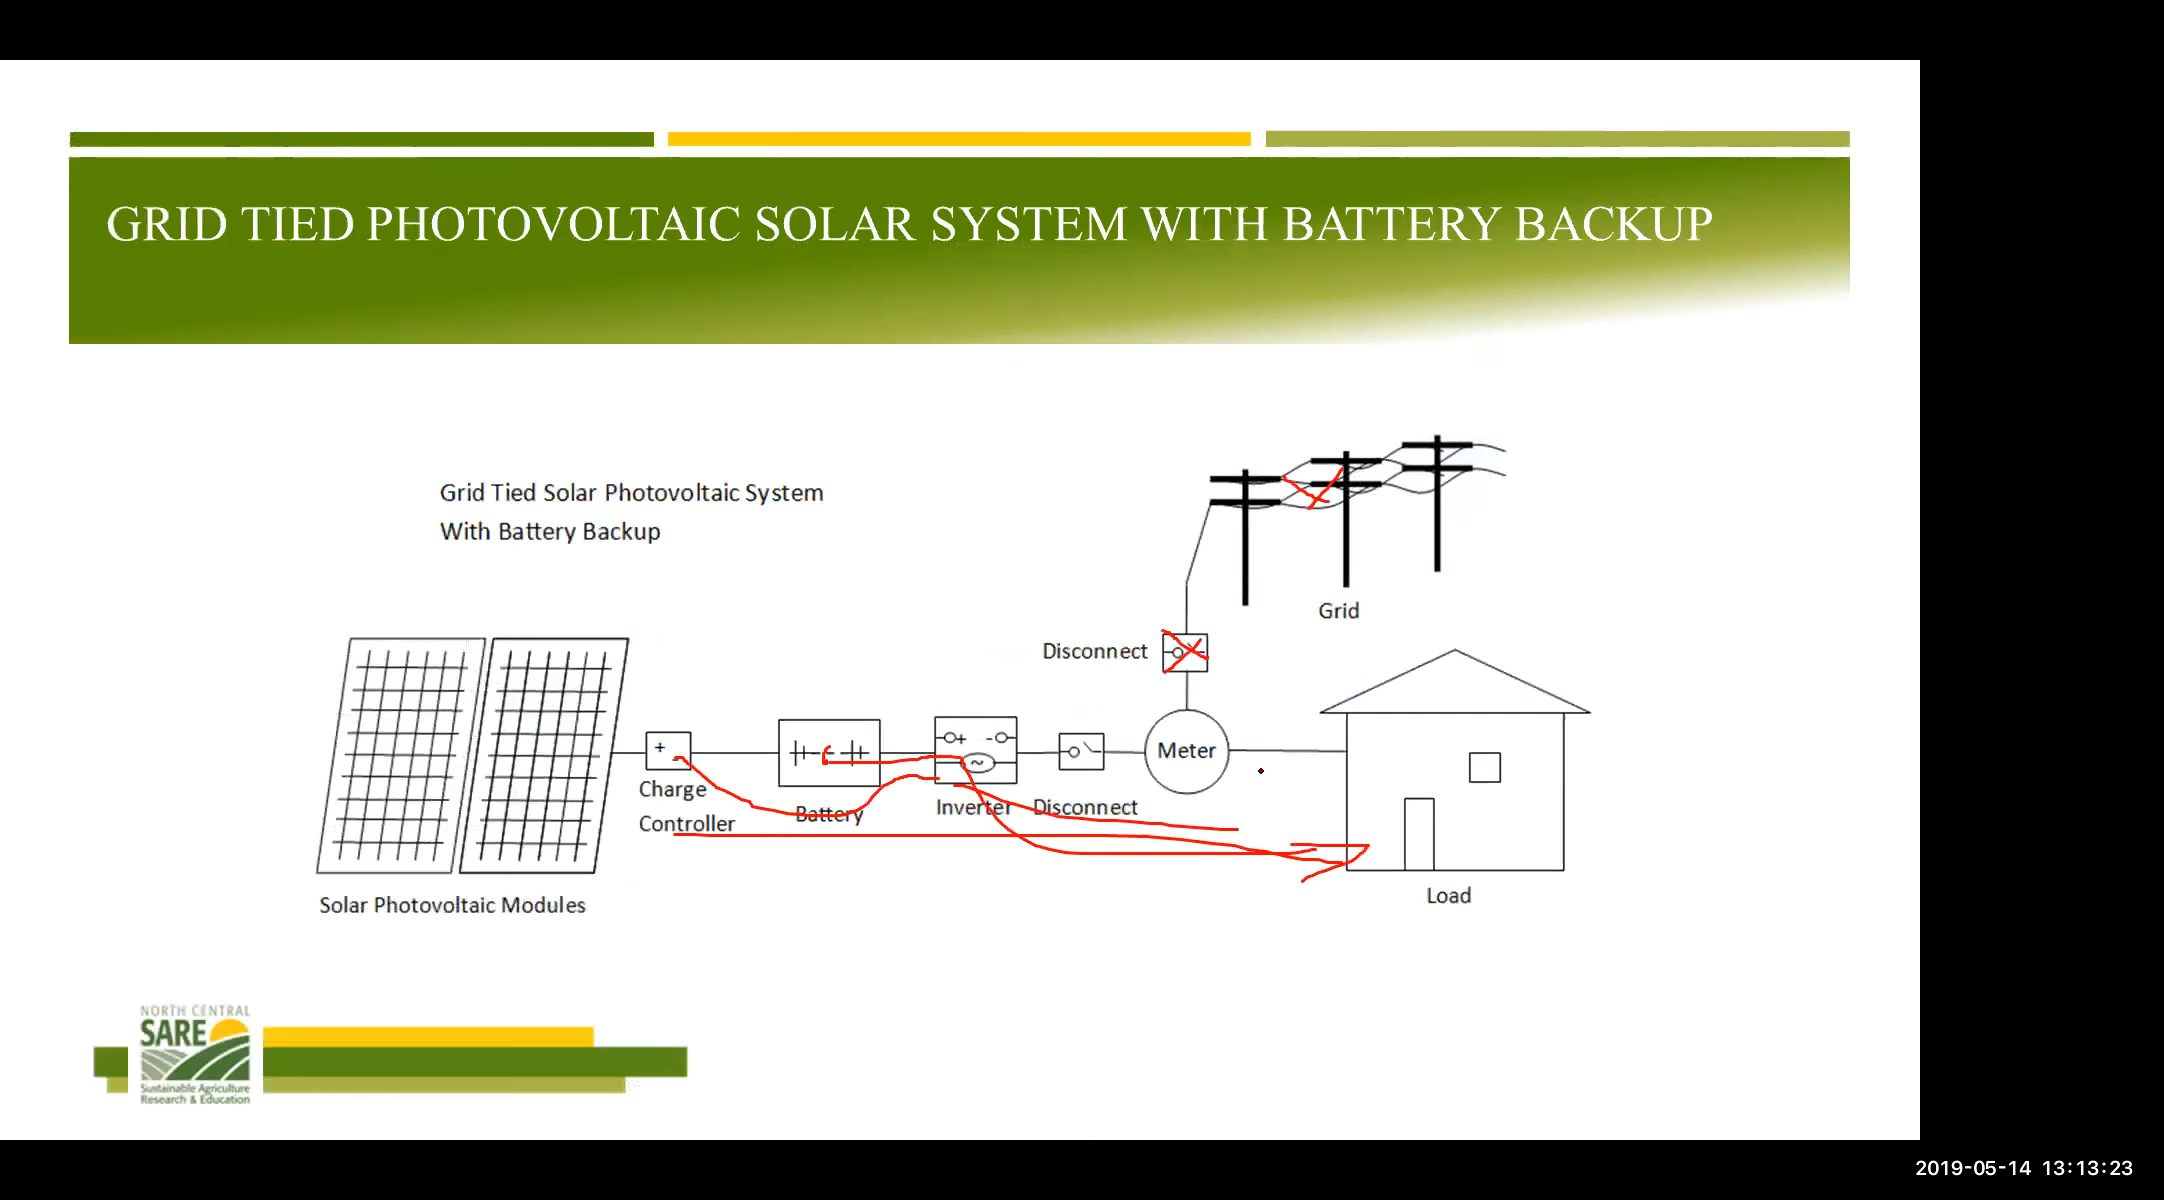 GRID TIED PHOTOVOLTAIC SOLAR SYSTEM WITH BATTERY BACKUP
Grid Tied Solar Photovoltaic System
With Battery Backup
Grid
Disconnect
Meter
Charge
Controller
Battery
Inverter
Disconnect
Load
Solar Photovoltaic Modules
NORTH CENTRAL
SARE
Sustainable Agriculture
Research & Education
2019-05-14 13:13:23